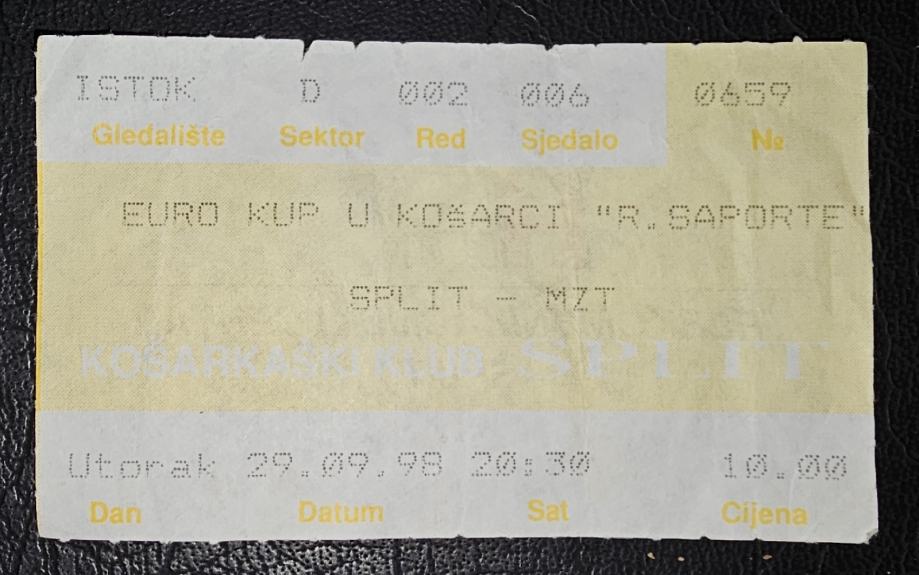 ISTOK D 002 006 0659
Gledalište Sektor Red Sjedalo №
EURO KUP U KOŠARCI "R.SAPORTE"
SPLIT - MZT
KOŠARKAŠKI KLUB SPLIT
Utorak 29.09.98 20:30 10.00
Dan Datum Sat Cijena